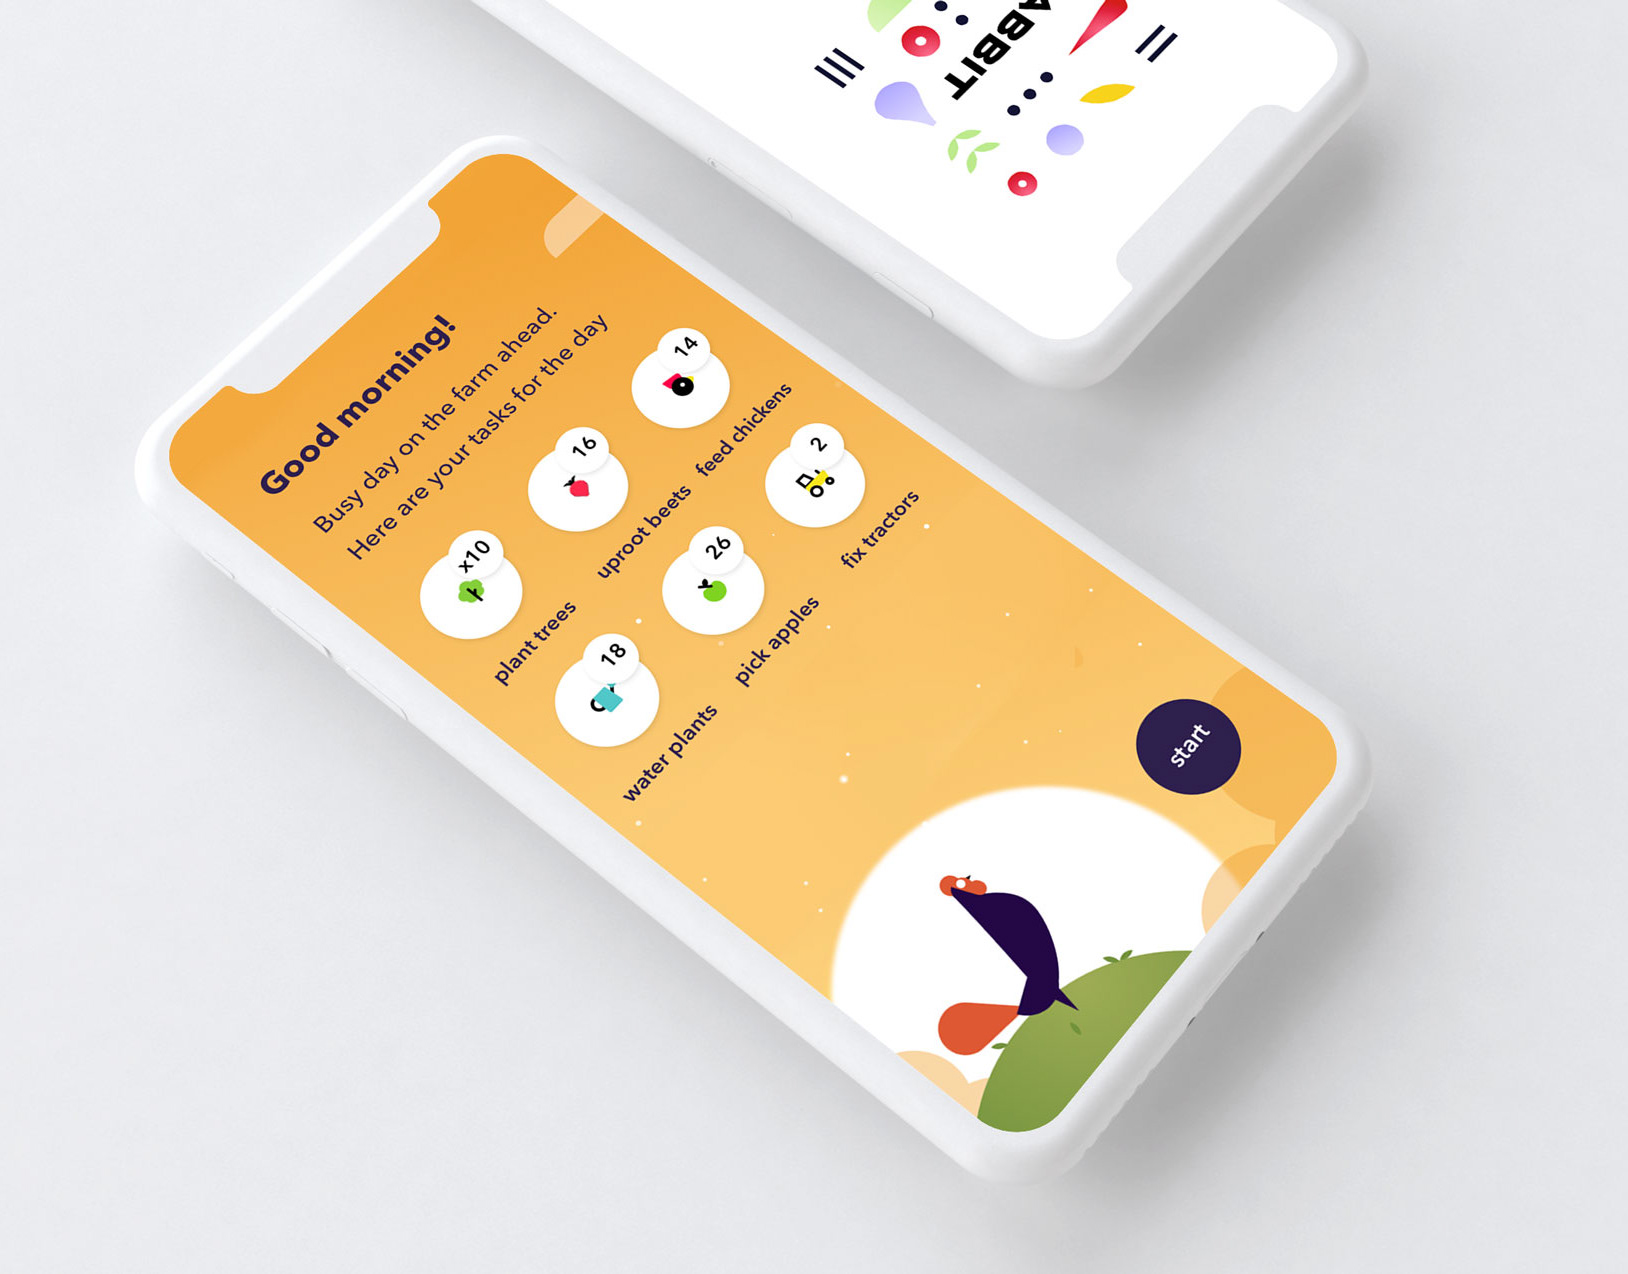 ABBIT
Good morning!
Busy day on the farm ahead.
Here are your tasks for the day
x10
16
14
plant trees
uproot beets
feed chickens
18
26
2
water plants
pick apples
fix tractors
start